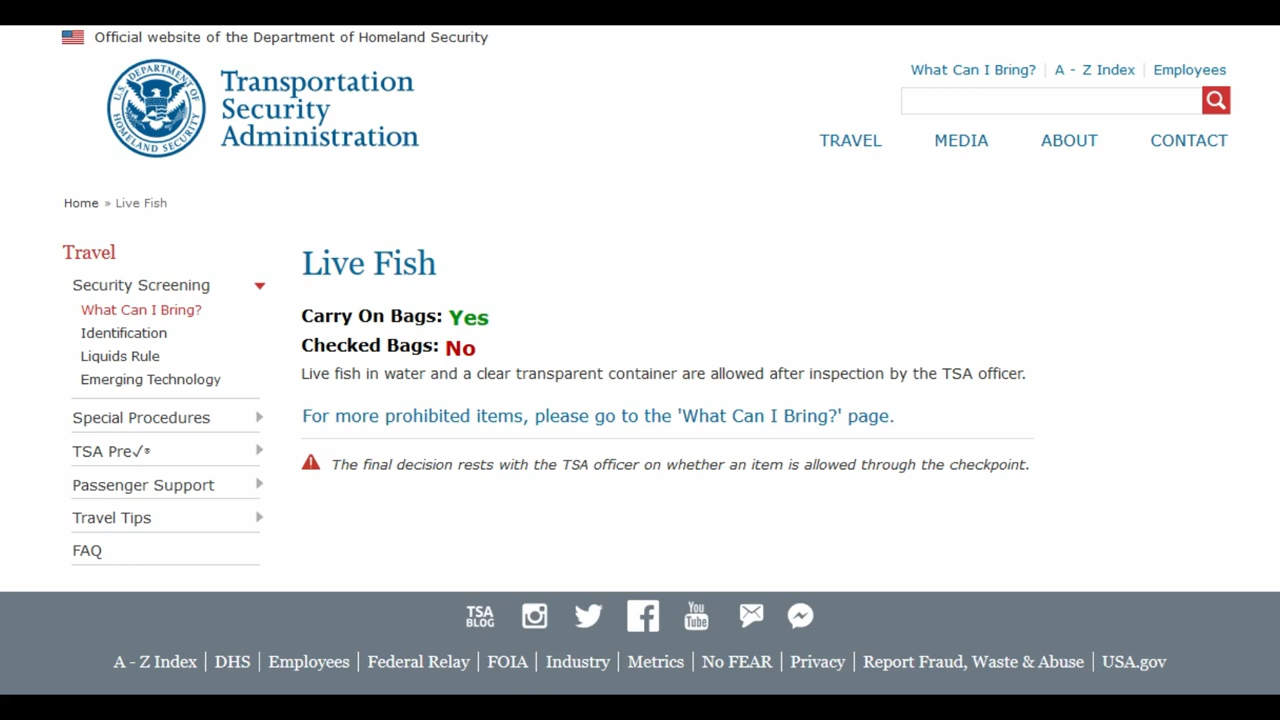 Official website of the Department of Homeland Security
U.S. DEPARTMENT OF HOMELAND SECURITY
Transportation
Security
Administration
What Can I Bring? | A - Z Index | Employees
TRAVEL MEDIA ABOUT CONTACT
Home » Live Fish
Travel
Security Screening
What Can I Bring?
Identification
Liquids Rule
Emerging Technology
Special Procedures
TSA Pre✓®
Passenger Support
Travel Tips
FAQ
Live Fish
Carry On Bags: Yes
Checked Bags: No
Live fish in water and a clear transparent container are allowed after inspection by the TSA officer.
For more prohibited items, please go to the 'What Can I Bring?' page.
The final decision rests with the TSA officer on whether an item is allowed through the checkpoint.
TSA
BLOG
You
Tube
A - Z Index | DHS | Employees | Federal Relay | FOIA | Industry | Metrics | No FEAR | Privacy | Report Fraud, Waste & Abuse | USA.gov